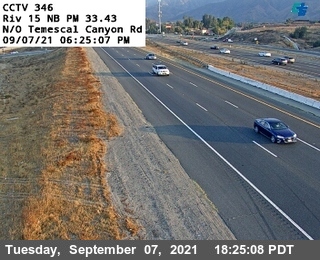 CCTV 346
Riv 15 NB PM 33.43
N/O Temescal Canyon Rd
09/07/21 06:25:07 PM
Tuesday, September 07, 2021 18:25:08 PDT